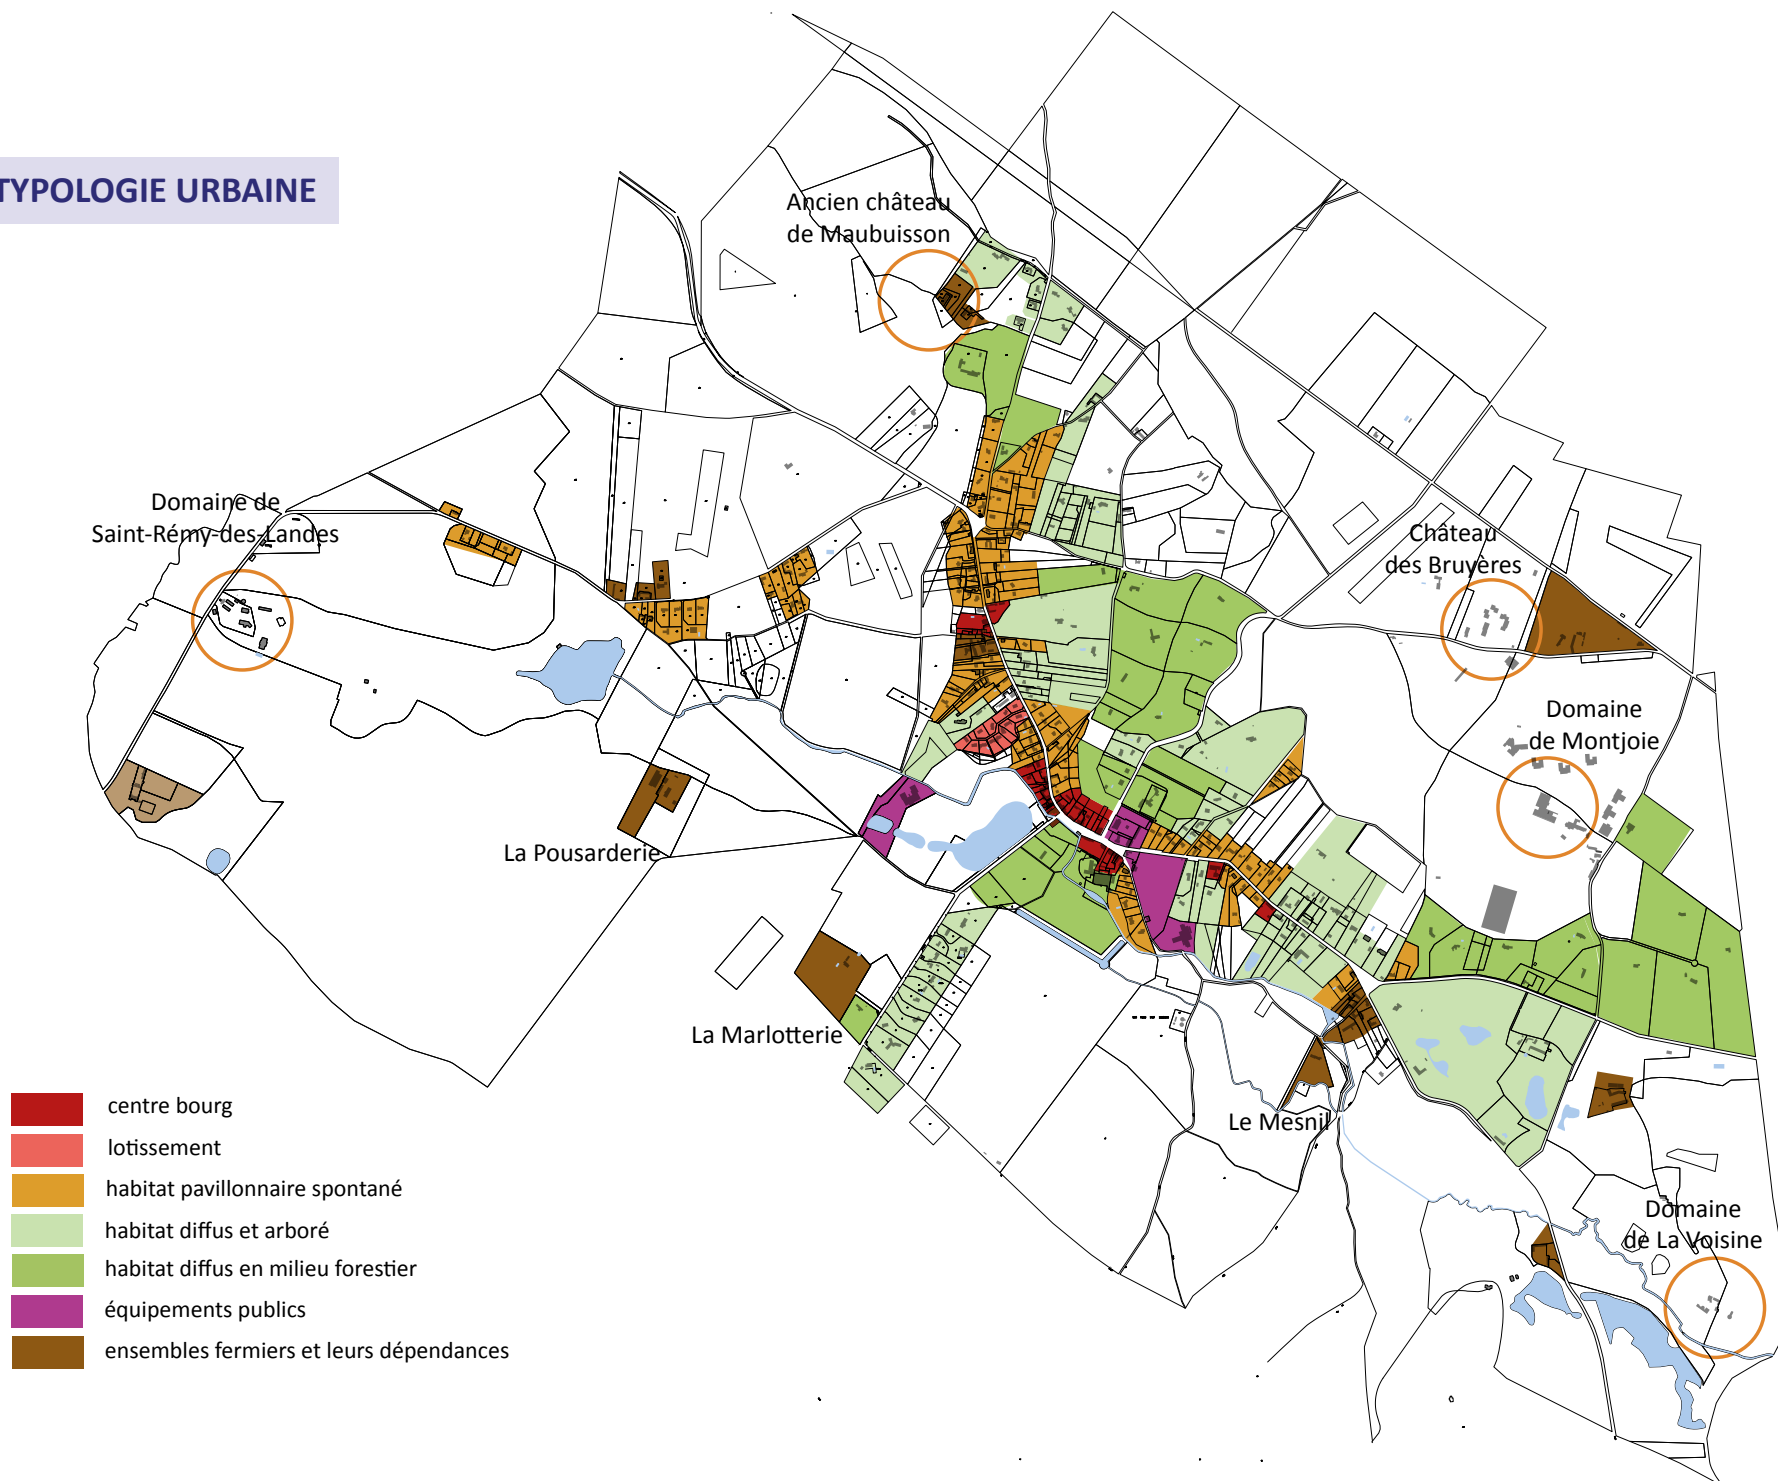 TYPOLOGIE URBAINE
Ancien château
de Maubuisson
Domaine de
Saint-Rémy-des-Landes
Château
des Bruyères
Domaine
de Montjoie
La Pousarderie
La Marlotterie
Le Mesnil
Domaine
de La Voisine
centre bourg
lotissement
habitat pavillonnaire spontané
habitat diffus et arboré
habitat diffus en milieu forestier
équipements publics
ensembles fermiers et leurs dépendances